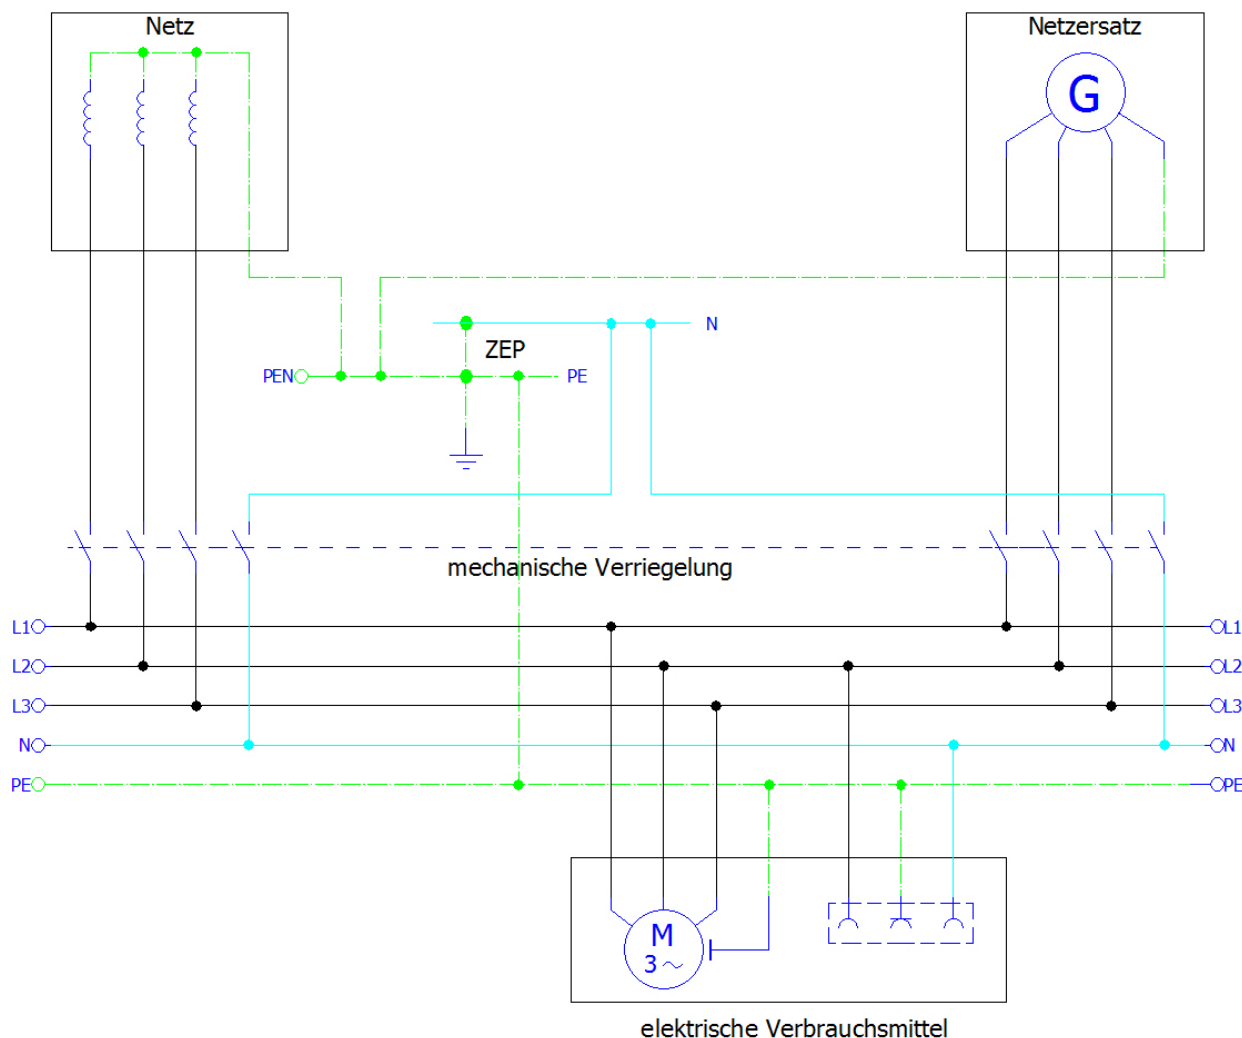 Netz
Netzersatz
G
N
ZEP
PEN
PE
mechanische Verriegelung
L1
L1
L2
L2
L3
L3
N
N
PE
PE
M
3~
elektrische Verbrauchsmittel